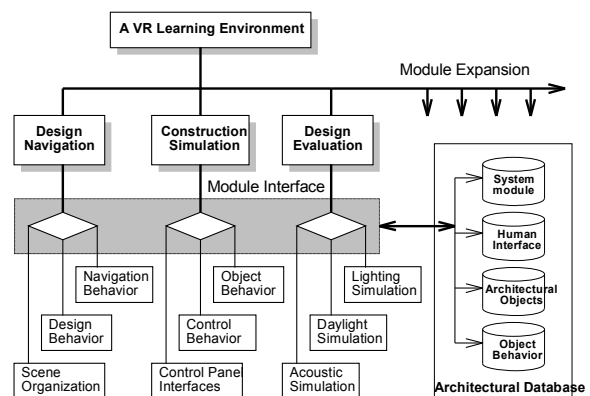 A VR Learning Environment
Module Expansion
Design
Navigation
Construction
Simulation
Design
Evaluation
Module Interface
System
module
Human
Interface
Architectural
Objects
Object
Behavior
Architectural Database
Navigation
Behavior
Object
Behavior
Lighting
Simulation
Design
Behavior
Control
Behavior
Daylight
Simulation
Scene
Organization
Control Panel
Interfaces
Acoustic
Simulation